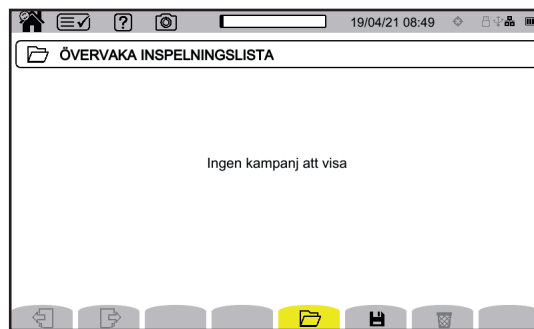 ?
19/04/21 08:49
ÖVERVAKA INSPELNINGSLISTA
Ingen kampanj att visa